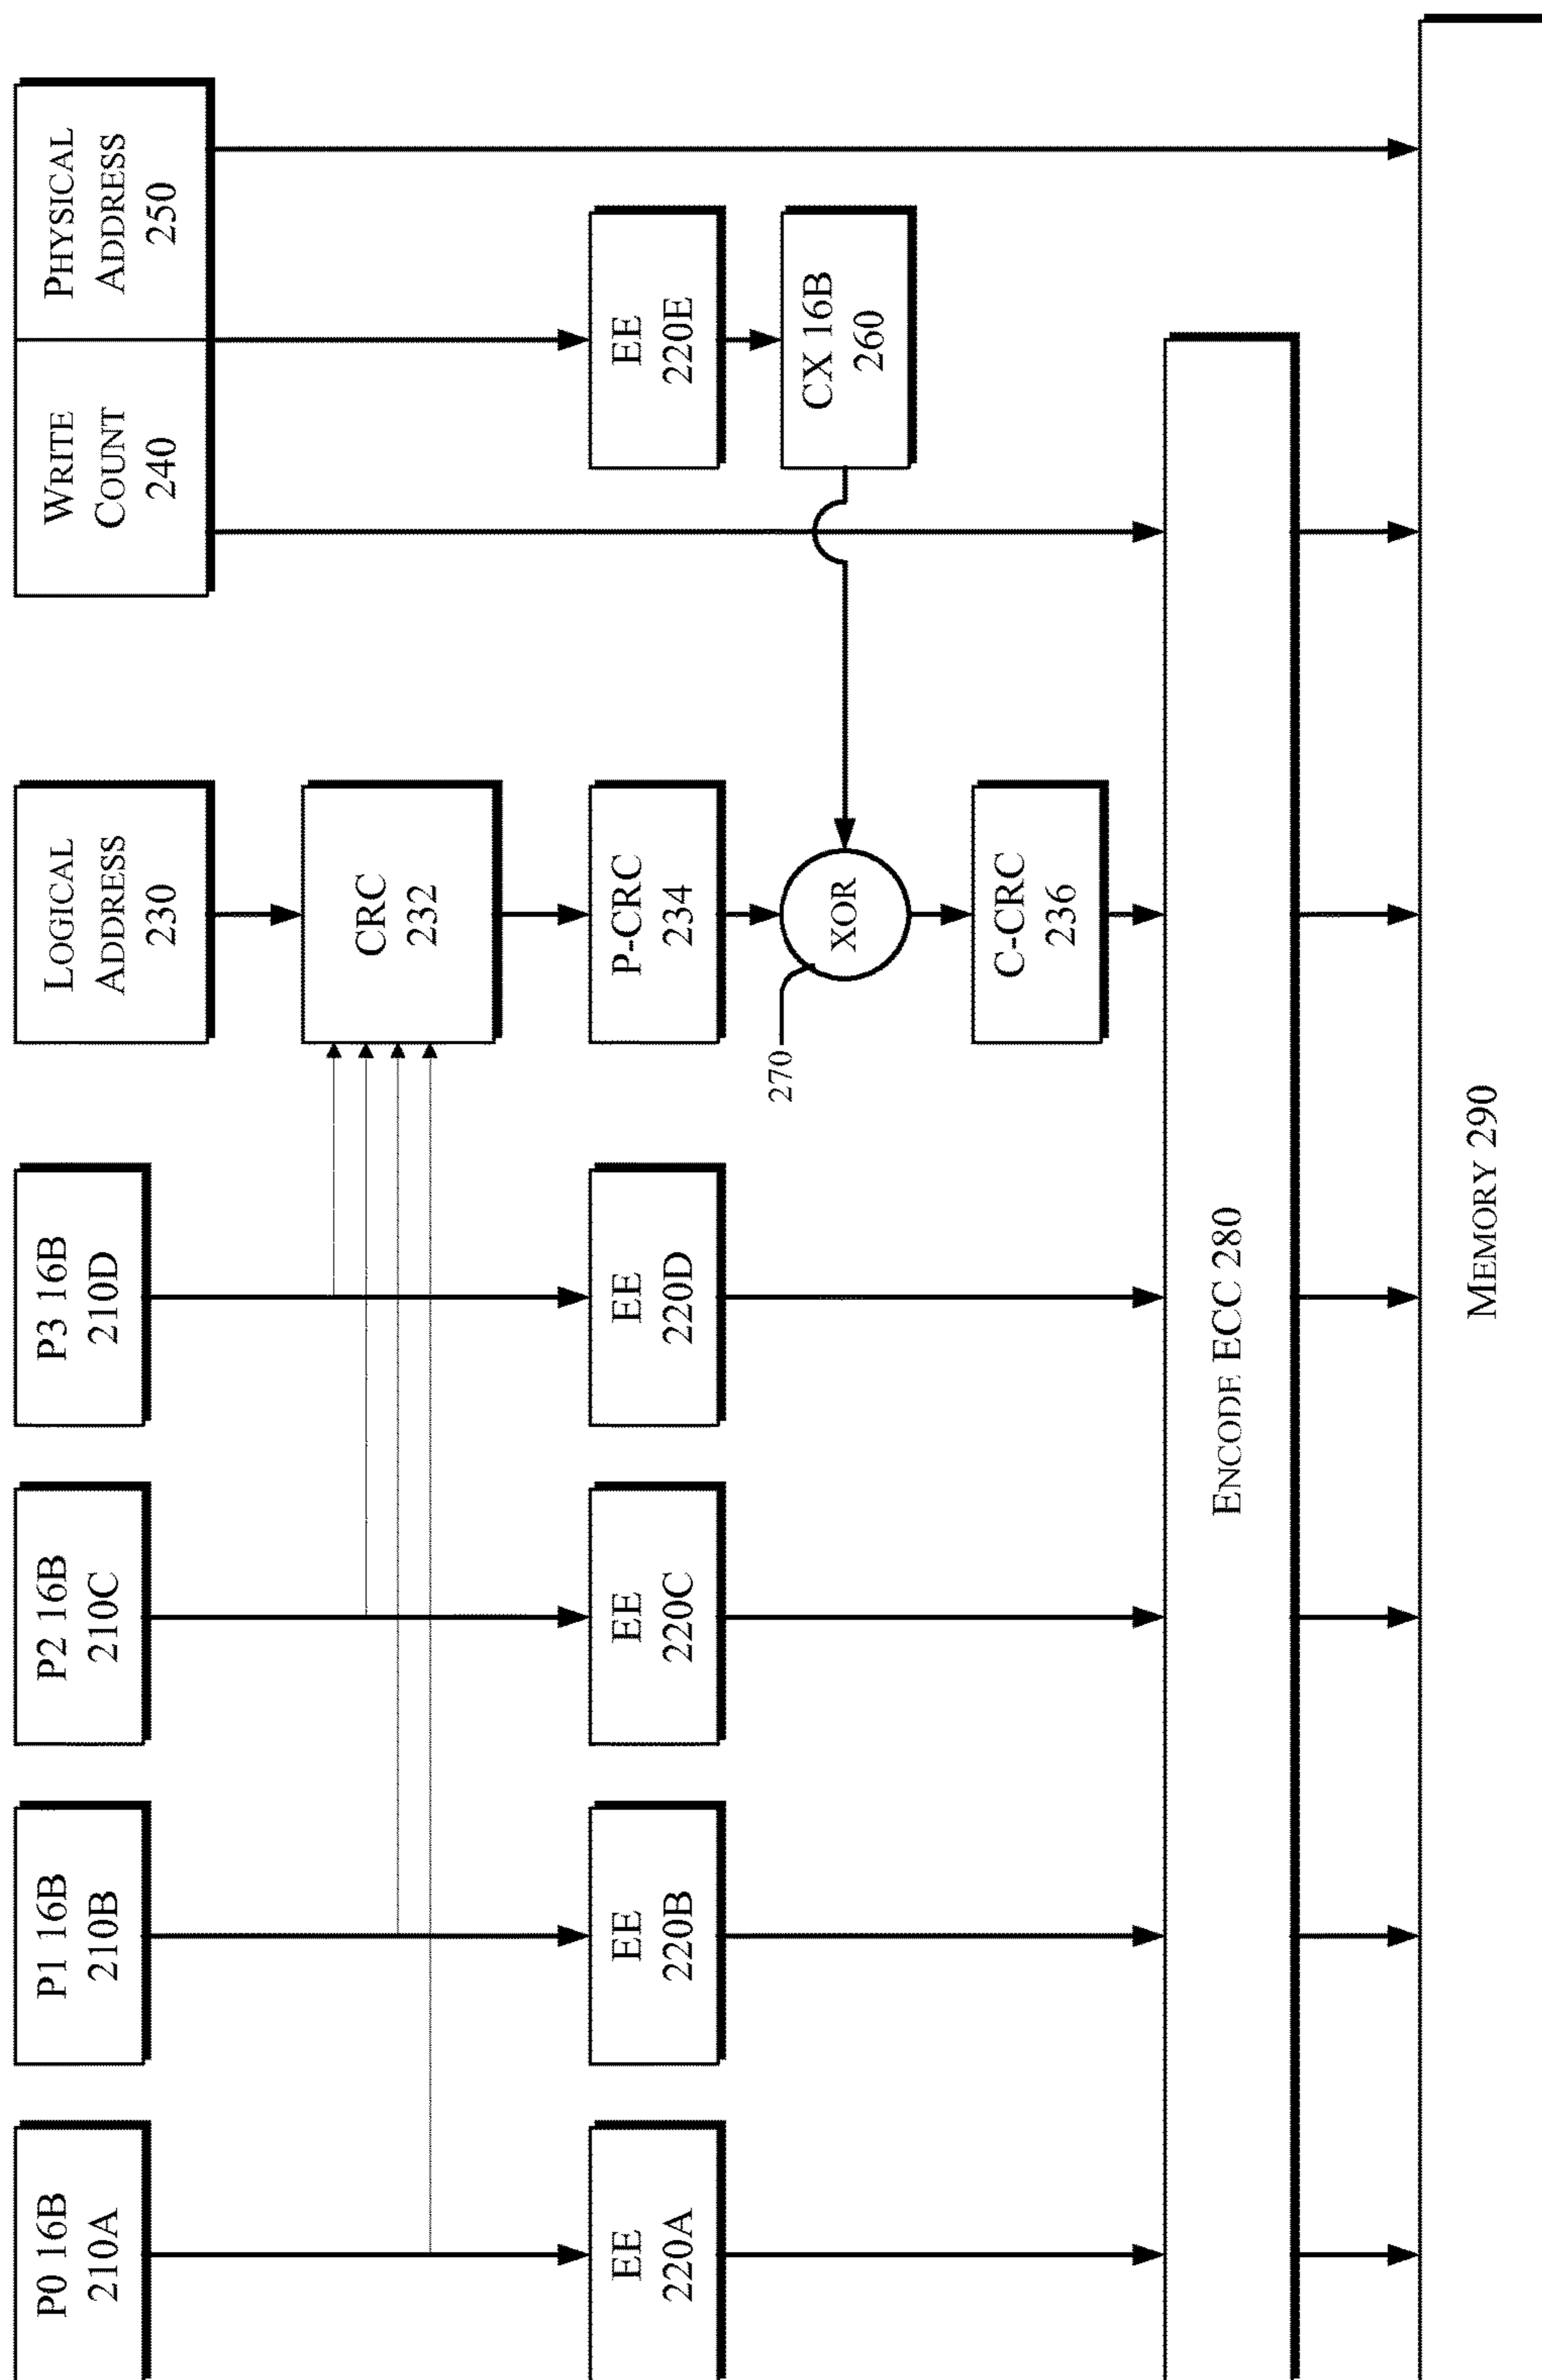 P0 16B
210A
P1 16B
210B
P2 16B
210C
P3 16B
210D
LOGICAL
ADDRESS
230
WRITE
COUNT
240
PHYSICAL
ADDRESS
250
CRC
232
EE
220A
EE
220B
EE
220C
EE
220D
P-CRC
234
EE
220E
270
XOR
CX 16B
260
C-CRC
236
ENCODE ECC 280
MEMORY 290